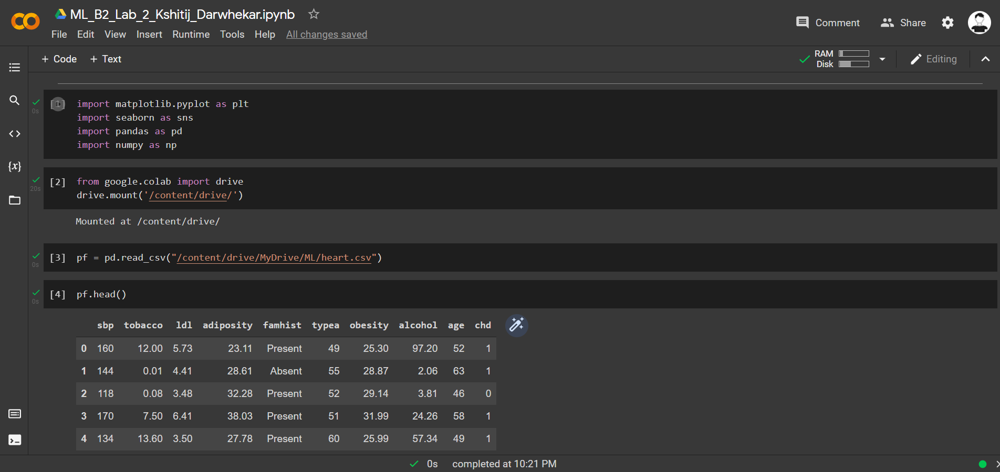 ML_B2_Lab_2_Kshitij_Darwhekar.ipynb
Comment
Share
File Edit View Insert Runtime Tools Help All changes saved
+ Code + Text
RAM
Disk
Editing
[1] import matplotlib.pyplot as plt
0s
import seaborn as sns
import pandas as pd
import numpy as np
[2] from google.colab import drive
20s
drive.mount('/content/drive/')
Mounted at /content/drive/
[3] pf = pd.read_csv("/content/drive/MyDrive/ML/heart.csv")
0s
[4] pf.head()
0s
sbp tobacco ldl adiposity famhist typea obesity alcohol age chd
0 160 12.00 5.73 23.11 Present 49 25.30 97.20 52 1
1 144 0.01 4.41 28.61 Absent 55 28.87 2.06 63 1
2 118 0.08 3.48 32.28 Present 52 29.14 3.81 46 0
3 170 7.50 6.41 38.03 Present 51 31.99 24.26 58 1
4 134 13.60 3.50 27.78 Present 60 25.99 57.34 49 1
0s completed at 10:21 PM